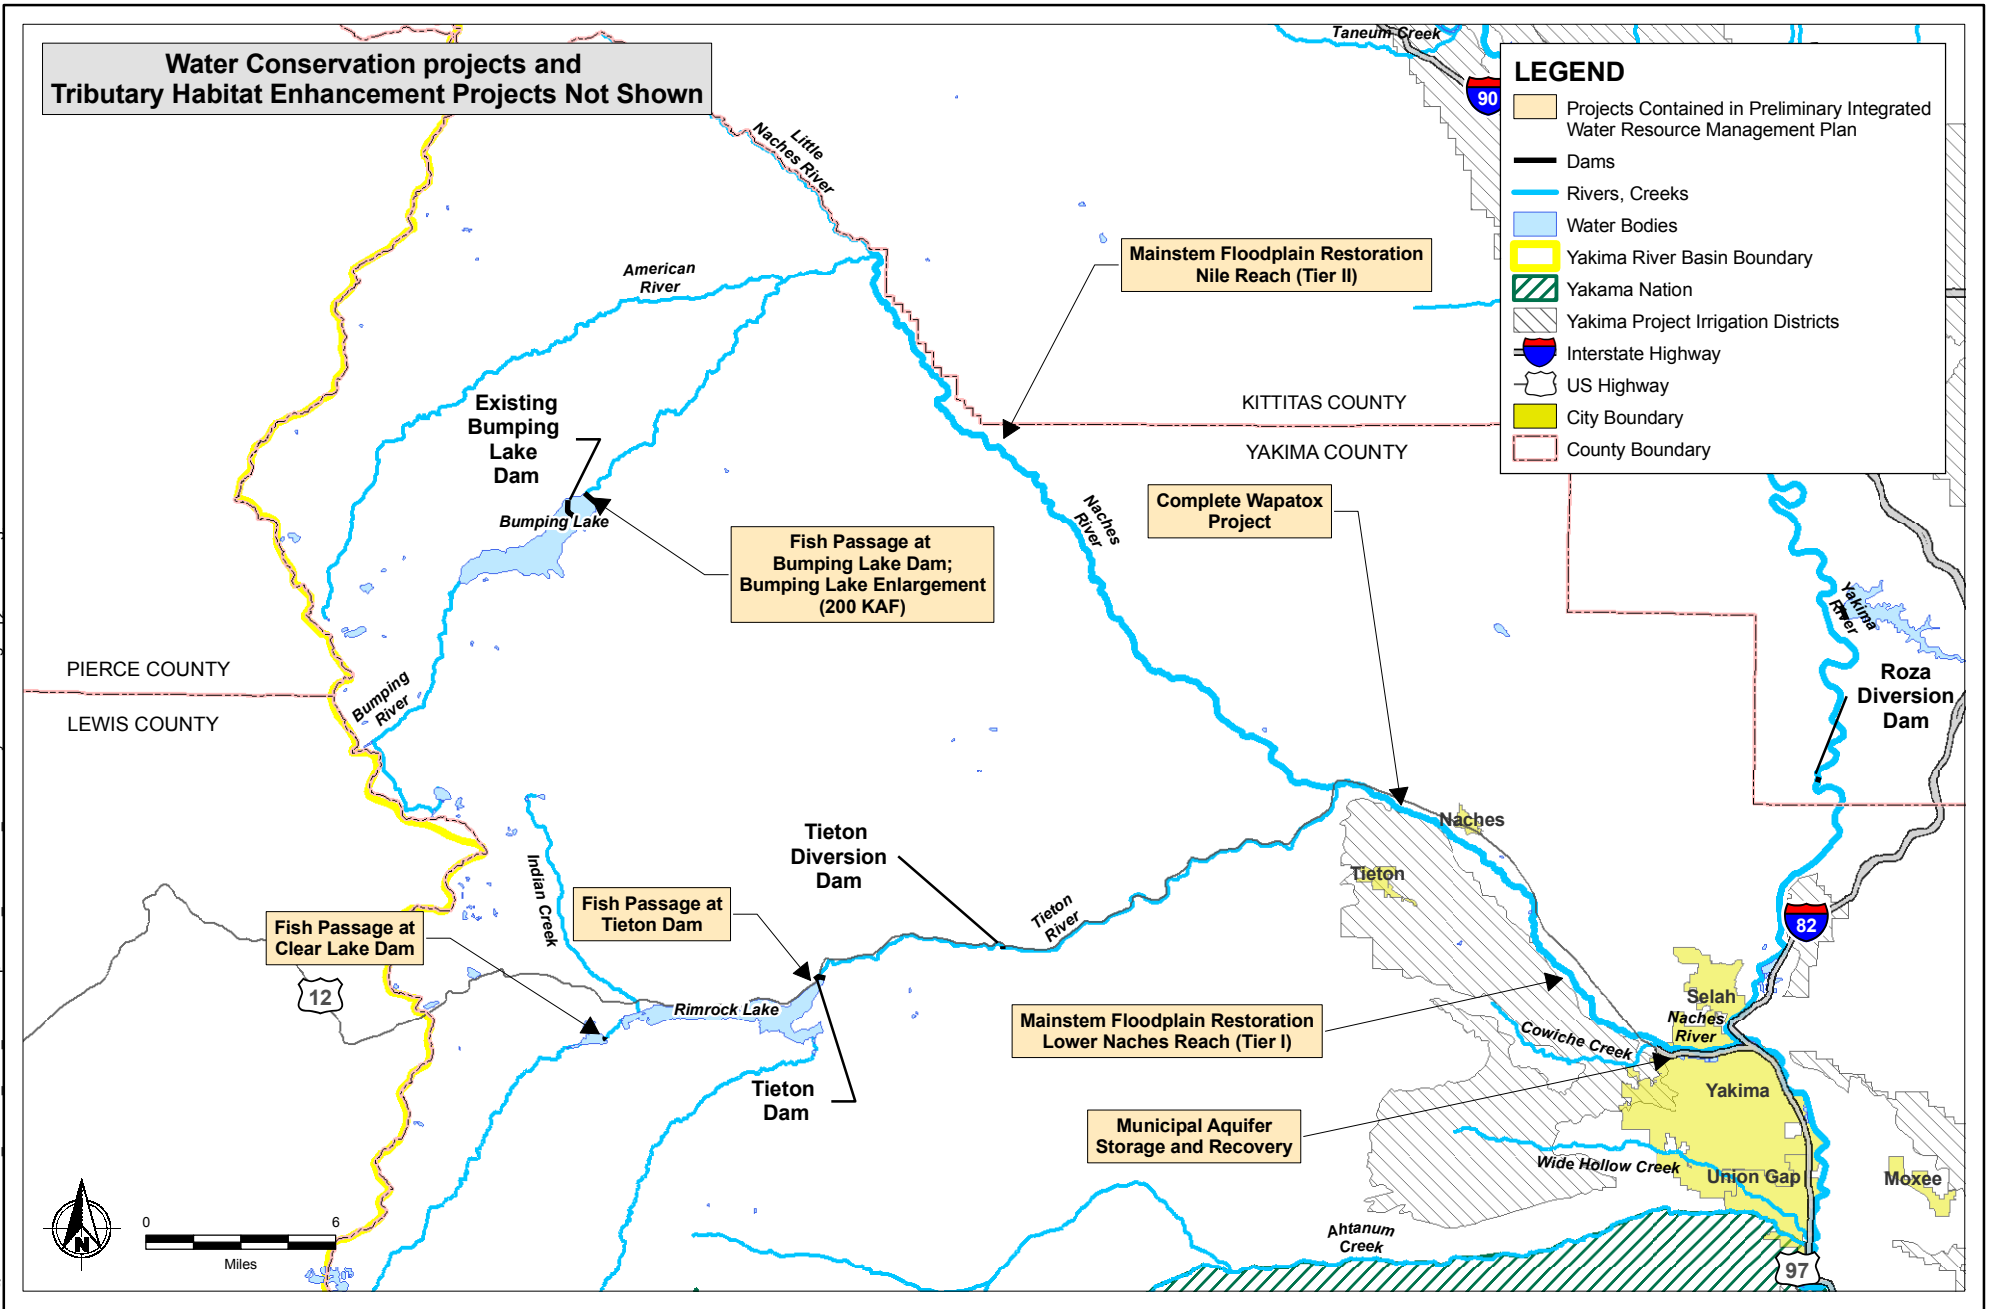 Water Conservation projects and
Tributary Habitat Enhancement Projects Not Shown
Taneum Creek
90
LEGEND
Projects Contained in Preliminary Integrated
Water Resource Management Plan
Dams
Rivers, Creeks
Water Bodies
Yakima River Basin Boundary
Yakama Nation
Yakima Project Irrigation Districts
Interstate Highway
US Highway
City Boundary
County Boundary
Little
Naches River
American
River
Mainstem Floodplain Restoration
Nile Reach (Tier II)
KITTITAS COUNTY
YAKIMA COUNTY
Existing
Bumping
Lake
Dam
Bumping Lake
Fish Passage at
Bumping Lake Dam;
Bumping Lake Enlargement
(200 KAF)
Naches
River
Complete Wapatox
Project
Yakima
River
Roza
Diversion
Dam
PIERCE COUNTY
LEWIS COUNTY
Bumping
River
Indian Creek
Tieton
Diversion
Dam
Naches
Tieton
Fish Passage at
Tieton Dam
Fish Passage at
Clear Lake Dam
Tieton
River
82
12
Rimrock Lake
Selah
Naches
River
Mainstem Floodplain Restoration
Lower Naches Reach (Tier I)
Cowiche Creek
Tieton
Dam
Yakima
Municipal Aquifer
Storage and Recovery
Wide Hollow Creek
Union Gap
Moxee
Ahtanum
Creek
97
N
0
6
Miles